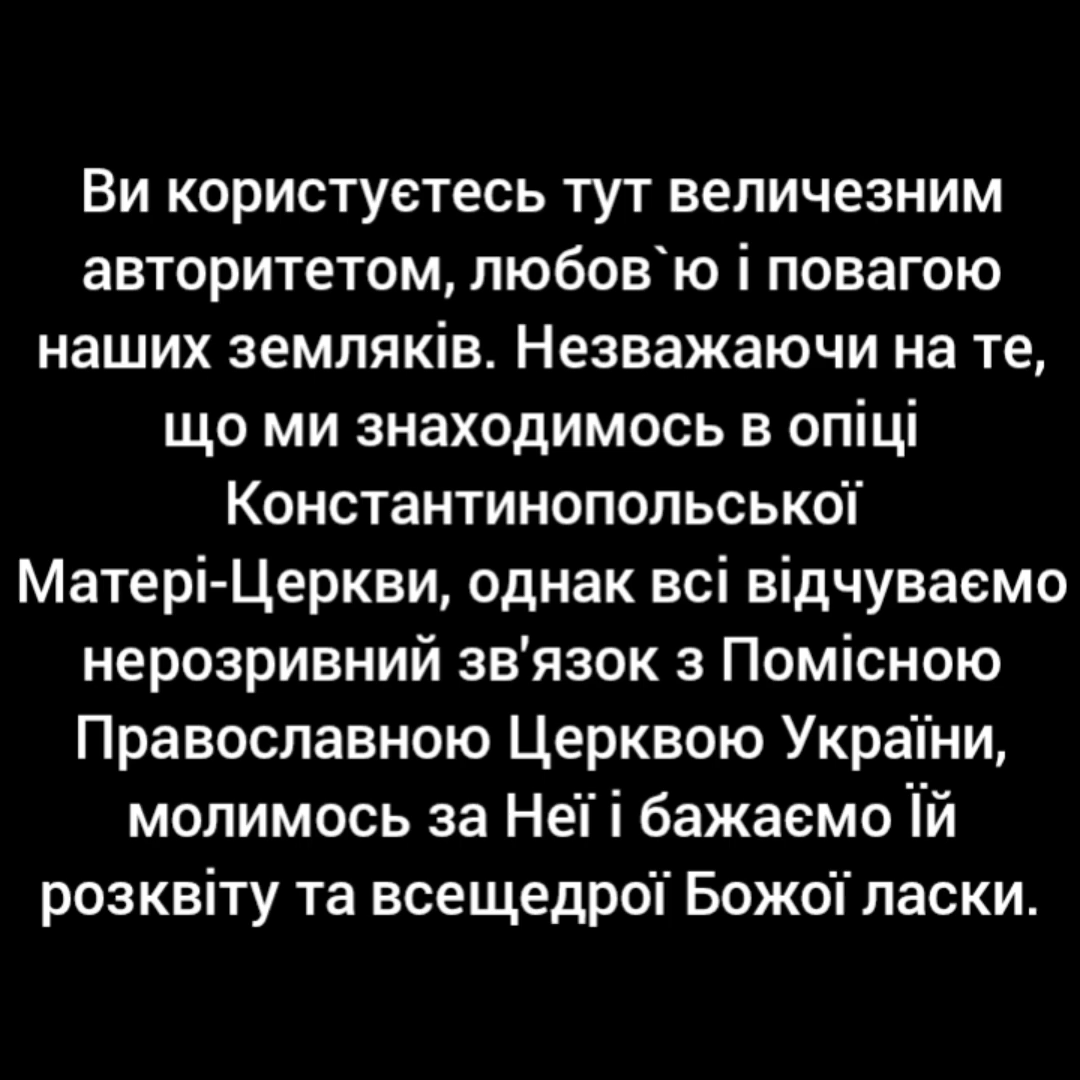 Ви користуєтесь тут величезним
авторитетом, любов`ю і повагою
наших земляків. Незважаючи на те,
що ми знаходимось в опіці
Константинопольської
Матері-Церкви, однак всі відчуваємо
нерозривний зв'язок з Помісною
Православною Церквою України,
молимось за Неї і бажаємо Їй
розквіту та всещедрої Божої ласки.